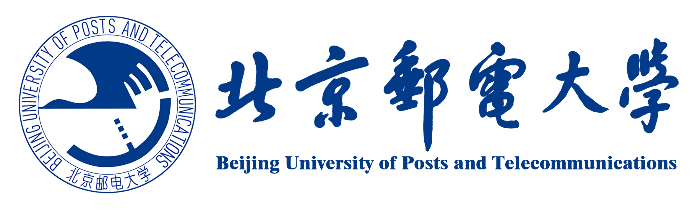 BEIJING UNIVERSITY OF POSTS AND TELECOMMUNICATIONS
北京邮电大学
北京郵電大學
Beijing University of Posts and Telecommunications